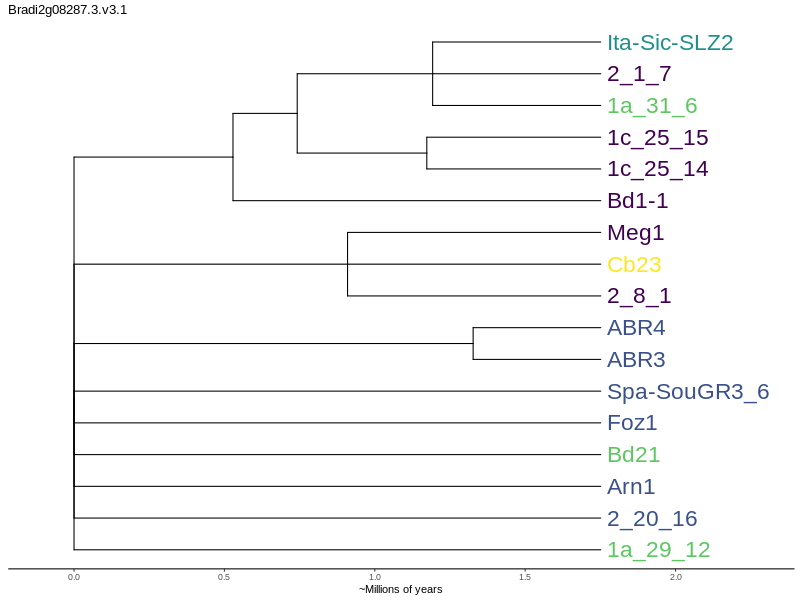 Bradi2g08287.3.v3.1
Ita-Sic-SLZ2
2_1_7
1a_31_6
1c_25_15
1c_25_14
Bd1-1
Meg1
Cb23
2_8_1
ABR4
ABR3
Spa-SouGR3_6
Foz1
Bd21
Arn1
2_20_16
1a_29_12
0.0 0.5 1.0 1.5 2.0
~Millions of years